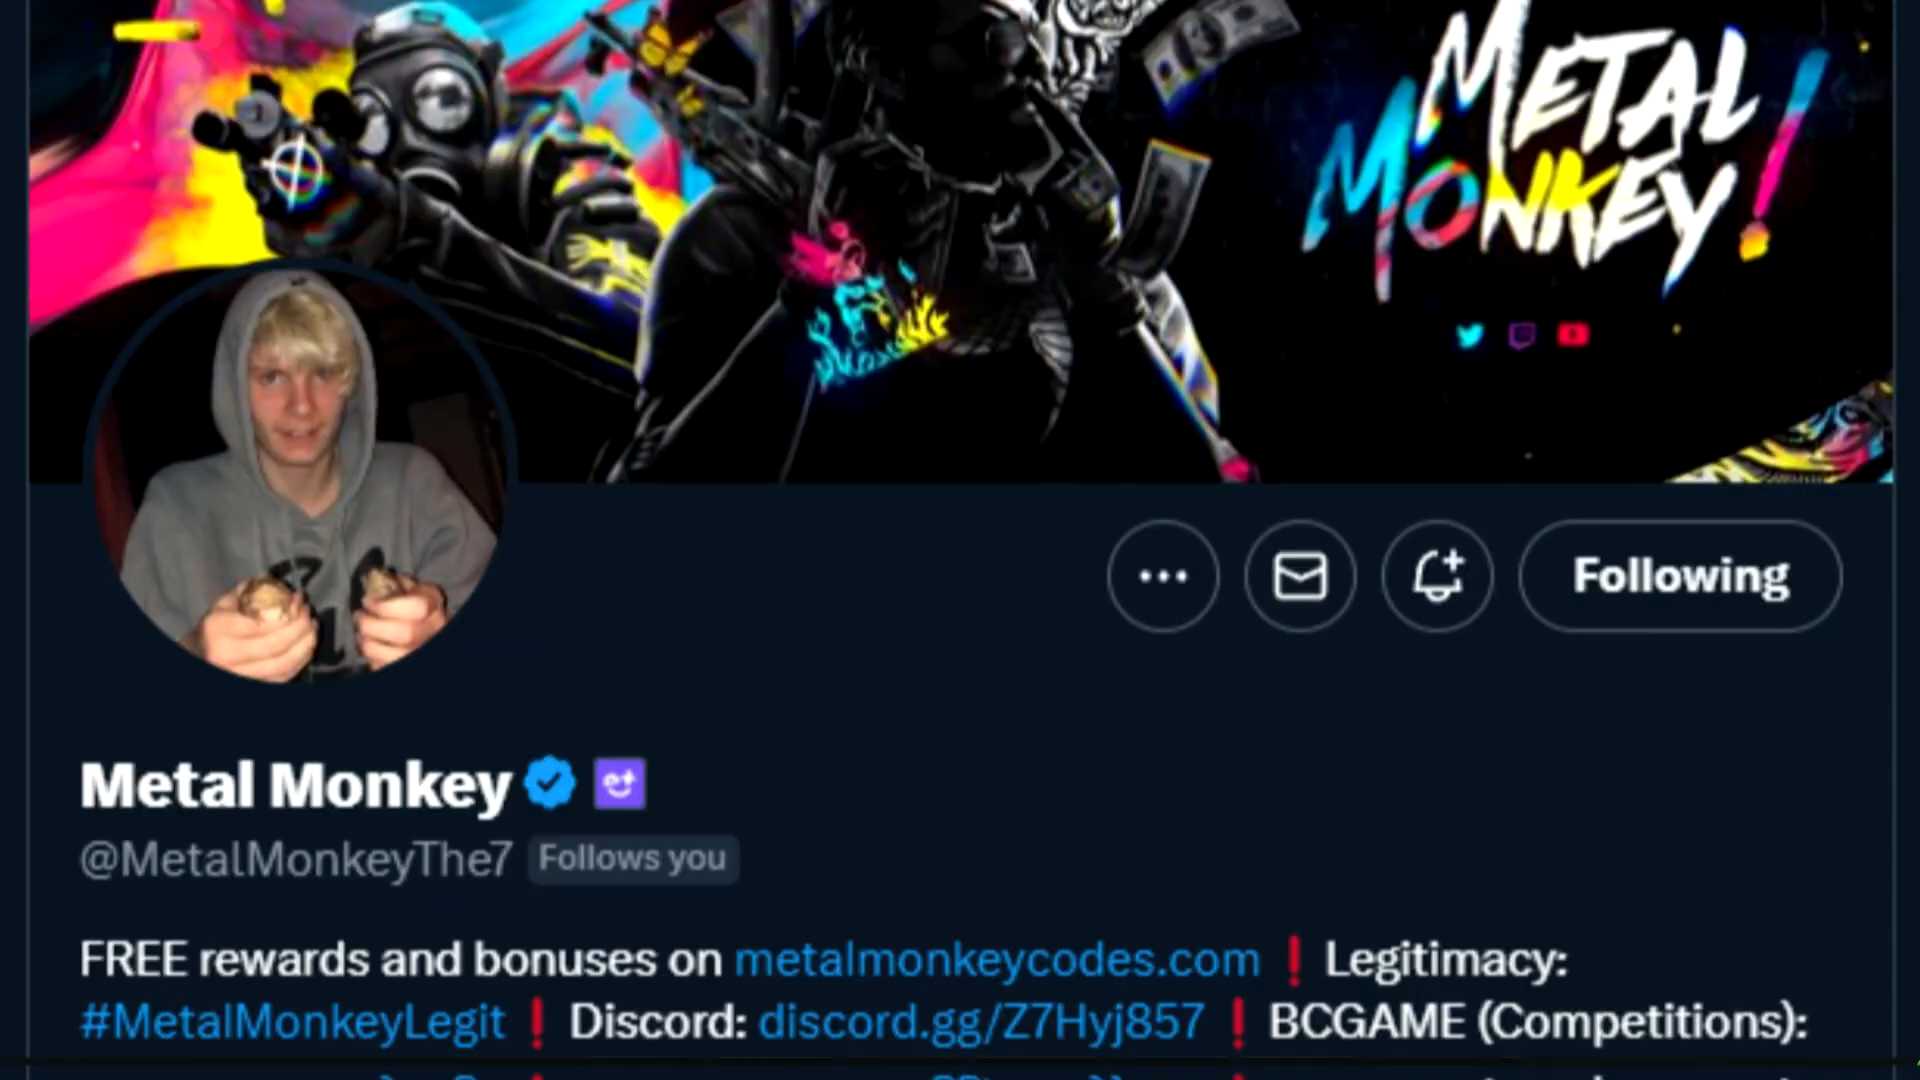 METAL
MONKEY!
Following
Metal Monkey
@MetalMonkeyThe7 Follows you
FREE rewards and bonuses on metalmonkeycodes.com ❗ Legitimacy:
#MetalMonkeyLegit ❗ Discord: discord.gg/Z7Hyj857 ❗ BCGAME (Competitions):